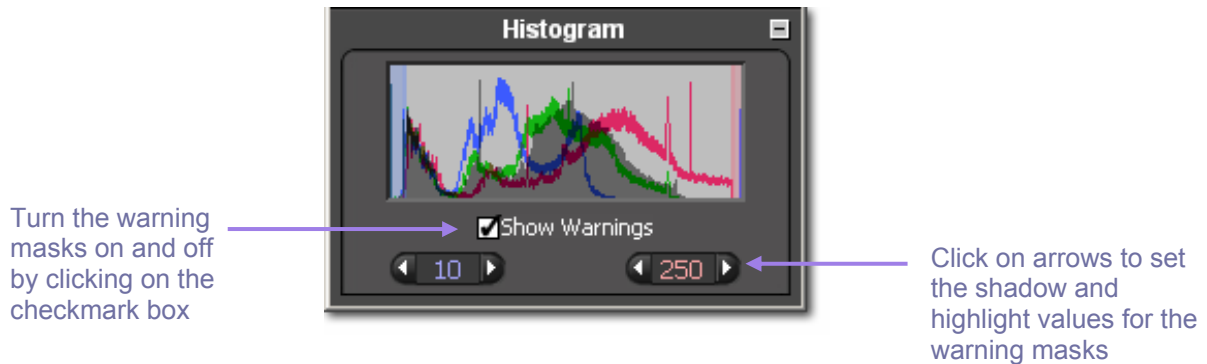 Histogram
Turn the warning
masks on and off
by clicking on the
checkmark box
Show Warnings
10
250
Click on arrows to set
the shadow and
highlight values for the
warning masks